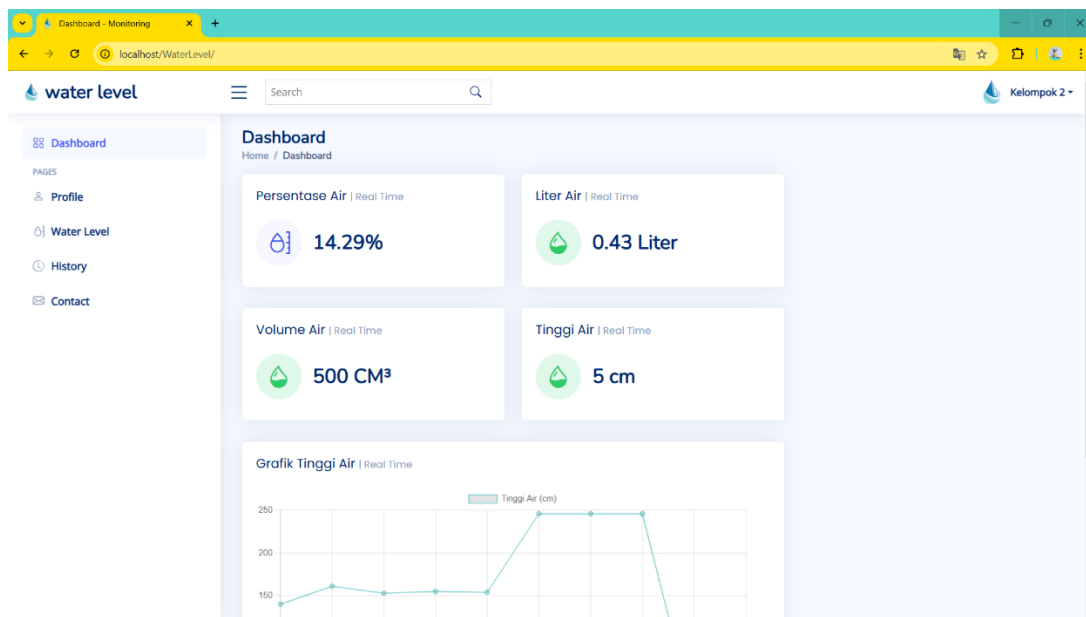 Dashboard - Monitoring
localhost/WaterLevel/
water level
Search
Kelompok 2
Dashboard
PAGES
Profile
Water Level
History
Contact
Dashboard
Home / Dashboard
Persentase Air | Real Time
14.29%
Liter Air | Real Time
0.43 Liter
Volume Air | Real Time
500 CM³
Tinggi Air | Real Time
5 cm
Grafik Tinggi Air | Real Time
Tinggi Air (cm)
250
200
150